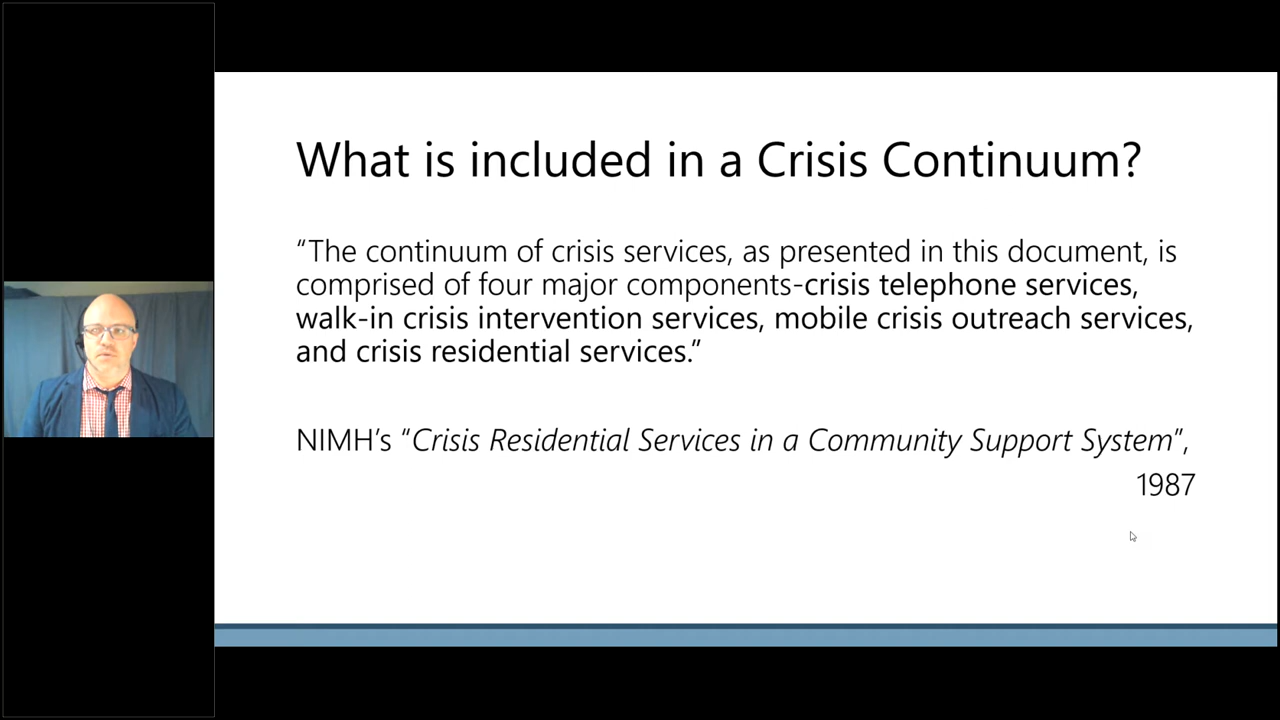 What is included in a Crisis Continuum?
“The continuum of crisis services, as presented in this document, is
comprised of four major components-crisis telephone services,
walk-in crisis intervention services, mobile crisis outreach services,
and crisis residential services.”
NIMH’s “Crisis Residential Services in a Community Support System”,
1987